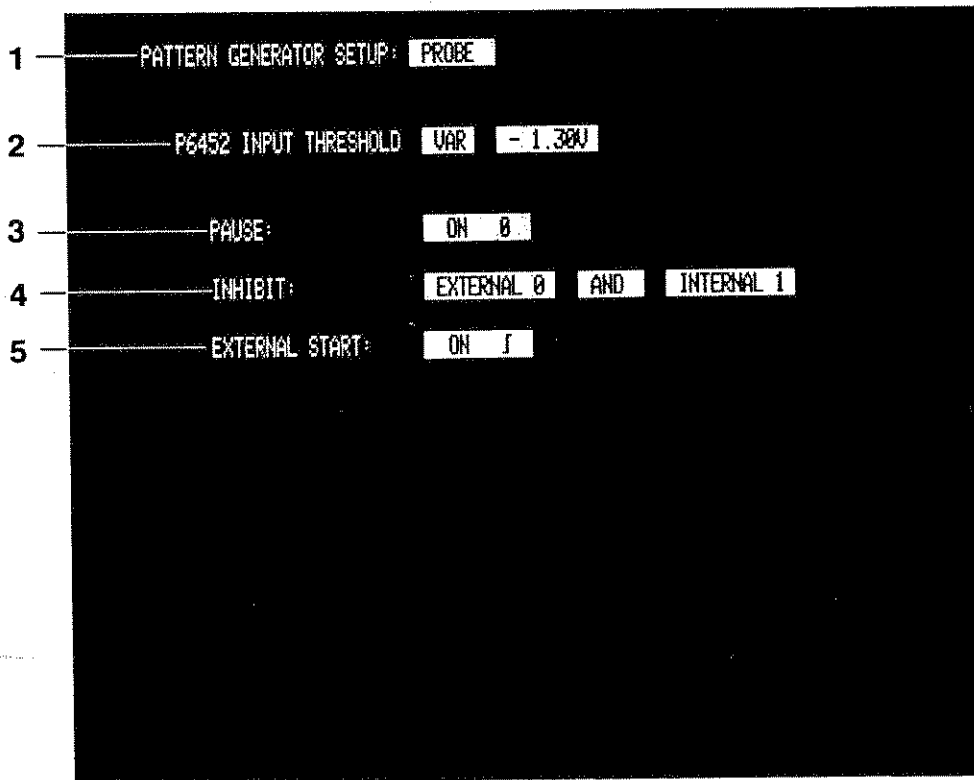 1 PATTERN GENERATOR SETUP: PROBE
2 P6452 INPUT THRESHOLD VAR - 1.30V
3 PAUSE: ON 0
4 INHIBIT: EXTERNAL 0 AND INTERNAL 1
5 EXTERNAL START: ON ʃ